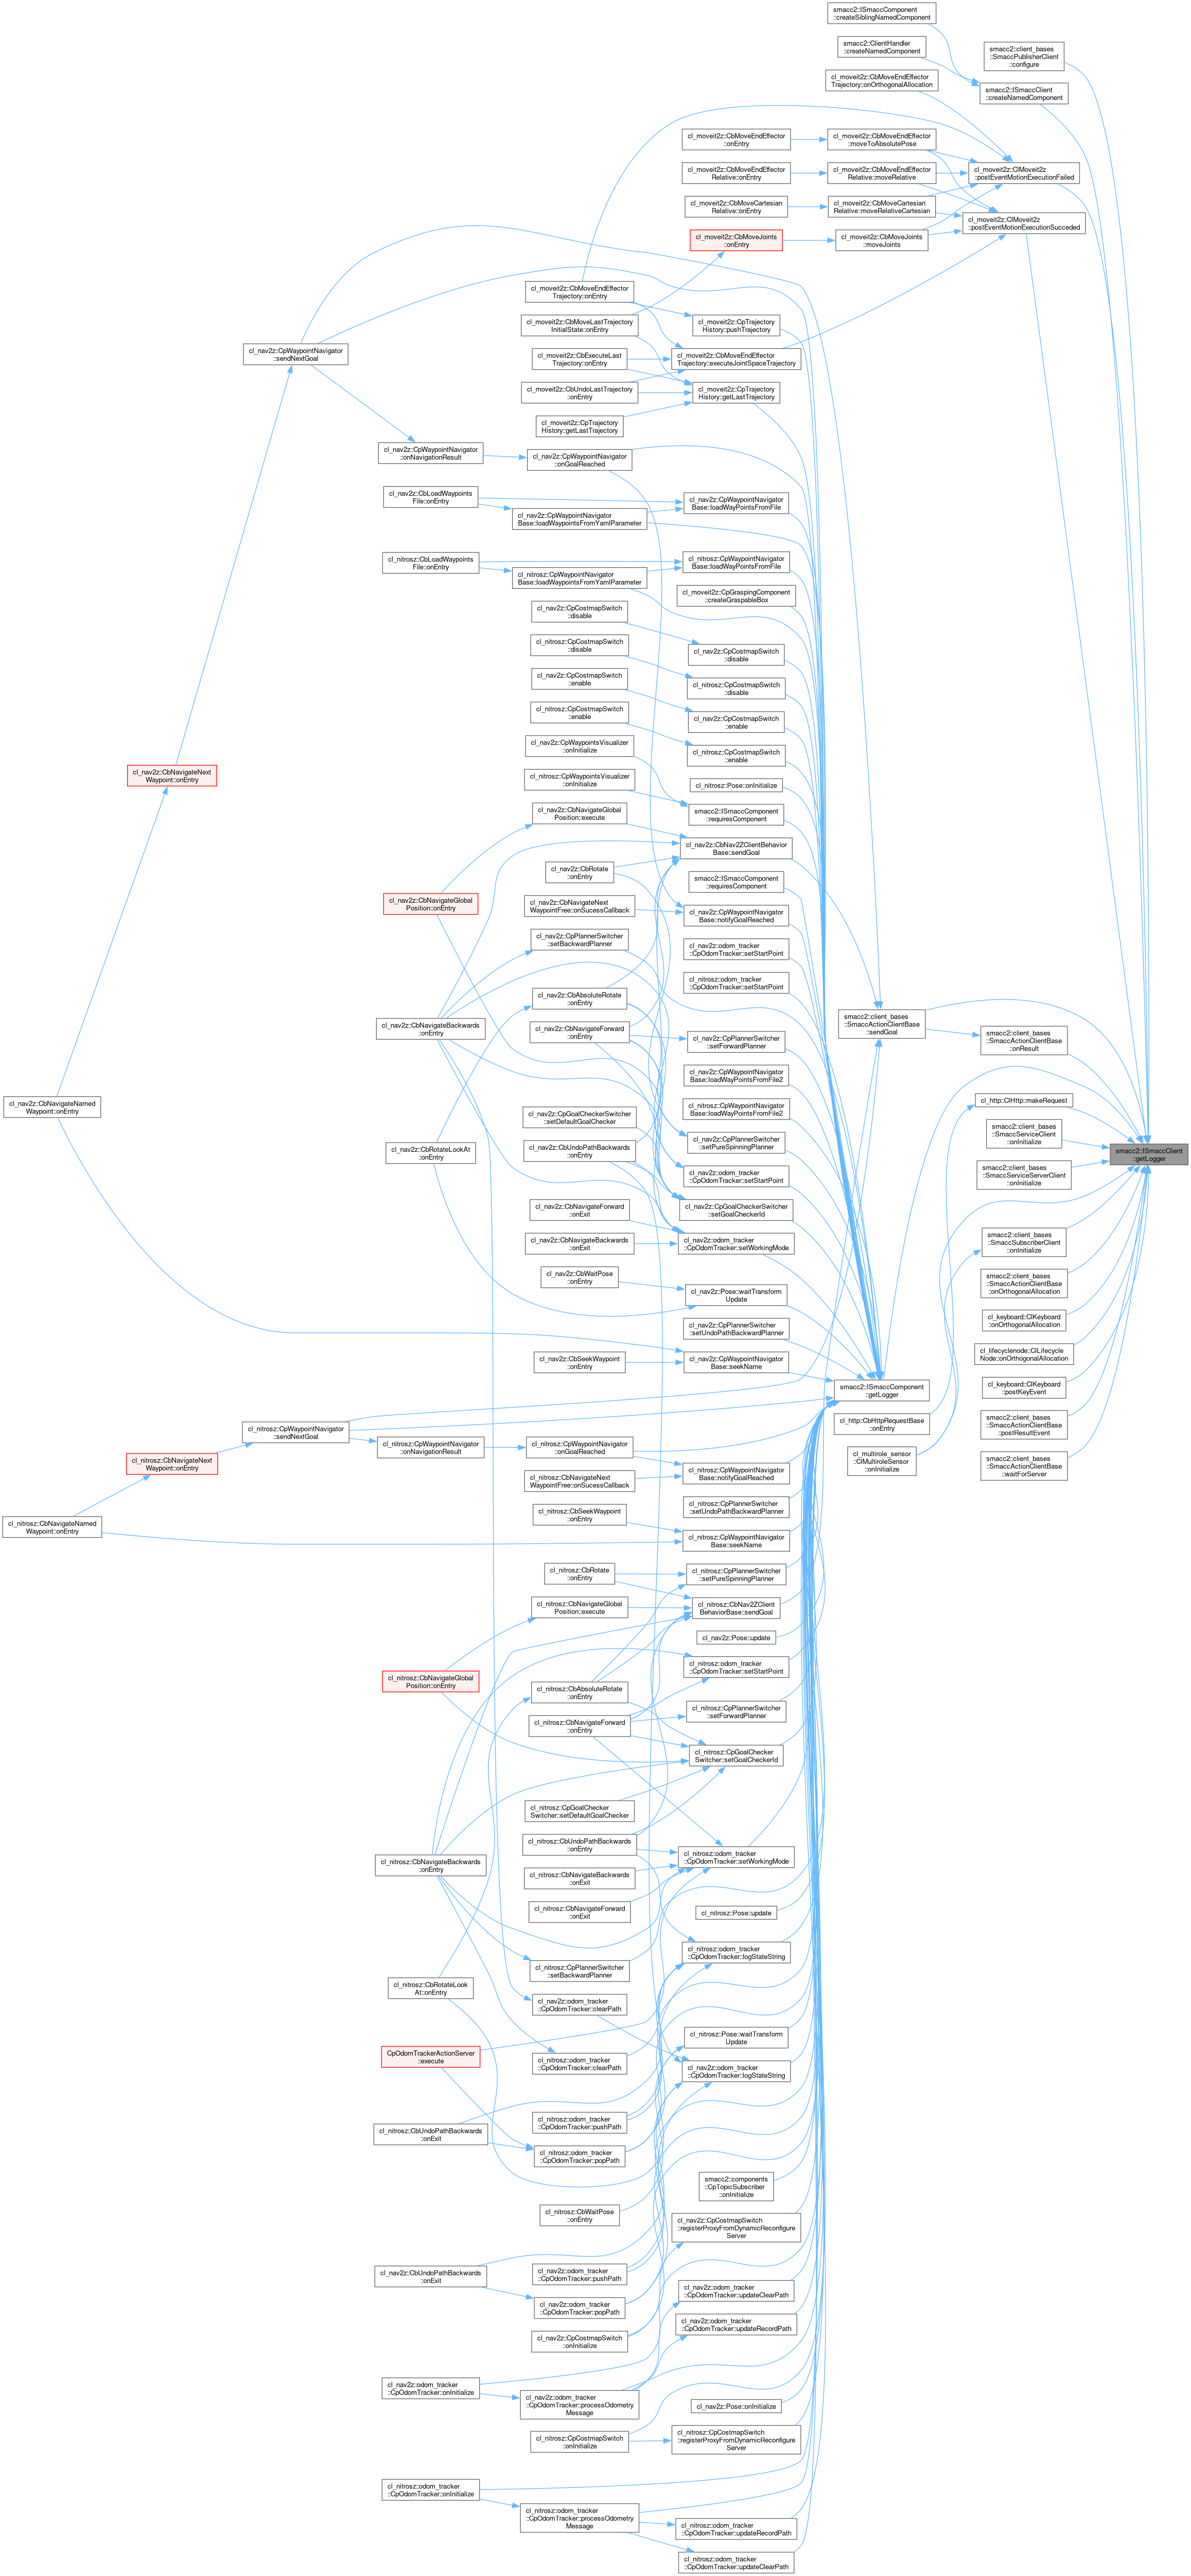 smacc2::ISmaccComponent
::createSiblingNamedComponent
smacc2::ClientHandler
::createNamedComponent
smacc2::client_bases
::SmaccPublisherClient
::configure
cl_moveit2z::CbMoveEndEffector
Trajectory::onOrthogonalAllocation
smacc2::ISmaccClient
::createNamedComponent
cl_moveit2z::CbMoveEndEffector
::onEntry
cl_moveit2z::CbMoveEndEffector
::moveToAbsolutePose
cl_moveit2z::CbMoveEndEffector
Relative::onEntry
cl_moveit2z::CbMoveEndEffector
Relative::moveRelative
cl_moveit2z::ClMoveit2z
::postEventMotionExecutionFailed
cl_moveit2z::CbMoveCartesian
Relative::onEntry
cl_moveit2z::CbMoveCartesian
Relative::moveRelativeCartesian
cl_moveit2z::ClMoveit2z
::postEventMotionExecutionSucceded
cl_moveit2z::CbMoveJoints
::onEntry
cl_moveit2z::CbMoveJoints
::moveJoints
cl_moveit2z::CbMoveEndEffector
Trajectory::onEntry
cl_moveit2z::CbMoveLastTrajectory
InitialState::onEntry
cl_moveit2z::CpTrajectory
History::pushTrajectory
cl_nav2z::CpWaypointNavigator
::sendNextGoal
cl_moveit2z::CbExecuteLast
Trajectory::onEntry
cl_moveit2z::CbMoveEndEffector
Trajectory::executeJointSpaceTrajectory
cl_moveit2z::CbUndoLastTrajectory
::onEntry
cl_moveit2z::CpTrajectory
History::getLastTrajectory
cl_moveit2z::CpTrajectory
History::getLastTrajectory
cl_nav2z::CpWaypointNavigator
::onNavigationResult
cl_nav2z::CpWaypointNavigator
::onGoalReached
cl_nav2z::CbLoadWaypoints
File::onEntry
cl_nav2z::CpWaypointNavigator
Base::loadWayPointsFromFile
cl_nav2z::CpWaypointNavigator
Base::loadWaypointsFromYamlParameter
cl_nitrosz::CbLoadWaypoints
File::onEntry
cl_nitrosz::CpWaypointNavigator
Base::loadWayPointsFromFile
cl_nitrosz::CpWaypointNavigator
Base::loadWaypointsFromYamlParameter
cl_moveit2z::CpGraspingComponent
::createGraspableBox
cl_nav2z::CpCostmapSwitch
::disable
cl_nitrosz::CpCostmapSwitch
::disable
cl_nav2z::CpCostmapSwitch
::disable
cl_nav2z::CpCostmapSwitch
::enable
cl_nitrosz::CpCostmapSwitch
::disable
cl_nitrosz::CpCostmapSwitch
::enable
cl_nav2z::CpCostmapSwitch
::enable
cl_nav2z::CpWaypointsVisualizer
::onInitialize
cl_nitrosz::CpCostmapSwitch
::enable
cl_nav2z::CbNavigateNext
Waypoint::onEntry
cl_nitrosz::CpWaypointsVisualizer
::onInitialize
cl_nitrosz::Pose::onInitialize
cl_nav2z::CbNavigateGlobal
Position::execute
smacc2::ISmaccComponent
::requiresComponent
cl_nav2z::CbNav2ZClientBehavior
Base::sendGoal
cl_nav2z::CbRotate
::onEntry
smacc2::ISmaccComponent
::requiresComponent
cl_nav2z::CbNavigateGlobal
Position::onEntry
cl_nav2z::CbNavigateNext
WaypointFree::onSucessCallback
cl_nav2z::CpWaypointNavigator
Base::notifyGoalReached
cl_nav2z::CpPlannerSwitcher
::setBackwardPlanner
cl_nav2z::odom_tracker
::CpOdomTracker::setStartPoint
cl_nitrosz::odom_tracker
::CpOdomTracker::setStartPoint
cl_nav2z::CbAbsoluteRotate
::onEntry
cl_nav2z::CbNavigateBackwards
::onEntry
cl_nav2z::CbNavigateForward
::onEntry
cl_nav2z::CpPlannerSwitcher
::setForwardPlanner
smacc2::client_bases
::SmaccActionClientBase
::sendGoal
smacc2::client_bases
::SmaccActionClientBase
::onResult
cl_nav2z::CpWaypointNavigator
Base::loadWayPointsFromFile2
cl_nav2z::CbNavigateNamed
Waypoint::onEntry
cl_nitrosz::CpWaypointNavigator
Base::loadWayPointsFromFile2
cl_http::ClHttp::makeRequest
cl_nav2z::CpGoalCheckerSwitcher
::setDefaultGoalChecker
smacc2::client_bases
::SmaccServiceClient
::onInitialize
cl_nav2z::CbRotateLookAt
::onEntry
cl_nav2z::CbUndoPathBackwards
::onEntry
cl_nav2z::CpPlannerSwitcher
::setPureSpinningPlanner
smacc2::ISmaccClient
::getLogger
cl_nav2z::odom_tracker
::CpOdomTracker::setStartPoint
smacc2::client_bases
::SmaccServiceServerClient
::onInitialize
cl_nav2z::CbNavigateForward
::onExit
cl_nav2z::CpGoalCheckerSwitcher
::setGoalCheckerId
cl_nav2z::CbNavigateBackwards
::onExit
cl_nav2z::odom_tracker
::CpOdomTracker::setWorkingMode
smacc2::client_bases
::SmaccSubscriberClient
::onInitialize
cl_nav2z::CbWaitPose
::onEntry
cl_nav2z::Pose::waitTransform
Update
smacc2::client_bases
::SmaccActionClientBase
::onOrthogonalAllocation
cl_nav2z::CpPlannerSwitcher
::setUndoPathBackwardPlanner
cl_keyboard::ClKeyboard
::onOrthogonalAllocation
cl_nav2z::CbSeekWaypoint
::onEntry
cl_nav2z::CpWaypointNavigator
Base::seekName
cl_lifecyclenode::ClLifecycle
Node::onOrthogonalAllocation
smacc2::ISmaccComponent
::getLogger
cl_keyboard::ClKeyboard
::postKeyEvent
cl_http::CbHttpRequestBase
::onEntry
smacc2::client_bases
::SmaccActionClientBase
::postResultEvent
cl_nitrosz::CpWaypointNavigator
::sendNextGoal
cl_nitrosz::CpWaypointNavigator
::onNavigationResult
cl_nitrosz::CpWaypointNavigator
::onGoalReached
cl_multirole_sensor
::ClMultiroleSensor
::onInitialize
smacc2::client_bases
::SmaccActionClientBase
::waitForServer
cl_nitrosz::CbNavigateNext
Waypoint::onEntry
cl_nitrosz::CbNavigateNext
WaypointFree::onSucessCallback
cl_nitrosz::CpWaypointNavigator
Base::notifyGoalReached
cl_nitrosz::CpPlannerSwitcher
::setUndoPathBackwardPlanner
cl_nitrosz::CbNavigateNamed
Waypoint::onEntry
cl_nitrosz::CbSeekWaypoint
::onEntry
cl_nitrosz::CpWaypointNavigator
Base::seekName
cl_nitrosz::CbRotate
::onEntry
cl_nitrosz::CpPlannerSwitcher
::setPureSpinningPlanner
cl_nitrosz::CbNavigateGlobal
Position::execute
cl_nitrosz::CbNav2ZClient
BehaviorBase::sendGoal
cl_nav2z::Pose::update
cl_nitrosz::CbNavigateGlobal
Position::onEntry
cl_nitrosz::odom_tracker
::CpOdomTracker::setStartPoint
cl_nitrosz::CbAbsoluteRotate
::onEntry
cl_nitrosz::CbNavigateForward
::onEntry
cl_nitrosz::CpPlannerSwitcher
::setForwardPlanner
cl_nitrosz::CpGoalChecker
Switcher::setGoalCheckerId
cl_nitrosz::CpGoalChecker
Switcher::setDefaultGoalChecker
cl_nitrosz::CbUndoPathBackwards
::onEntry
cl_nitrosz::odom_tracker
::CpOdomTracker::setWorkingMode
cl_nitrosz::CbNavigateBackwards
::onEntry
cl_nitrosz::CbNavigateBackwards
::onExit
cl_nitrosz::CbNavigateForward
::onExit
cl_nitrosz::Pose::update
cl_nitrosz::odom_tracker
::CpOdomTracker::logStateString
cl_nitrosz::CbRotateLook
At::onEntry
cl_nitrosz::CpPlannerSwitcher
::setBackwardPlanner
cl_nav2z::odom_tracker
::CpOdomTracker::clearPath
cl_nitrosz::Pose::waitTransform
Update
CpOdomTrackerActionServer
::execute
cl_nitrosz::odom_tracker
::CpOdomTracker::clearPath
cl_nav2z::odom_tracker
::CpOdomTracker::logStateString
cl_nitrosz::CbUndoPathBackwards
::onExit
cl_nitrosz::odom_tracker
::CpOdomTracker::pushPath
cl_nitrosz::odom_tracker
::CpOdomTracker::popPath
smacc2::components
::CpTopicSubscriber
::onInitialize
cl_nitrosz::CbWaitPose
::onEntry
cl_nav2z::CpCostmapSwitch
::registerProxyFromDynamicReconfigure
Server
cl_nav2z::CbUndoPathBackwards
::onExit
cl_nav2z::odom_tracker
::CpOdomTracker::pushPath
cl_nav2z::odom_tracker
::CpOdomTracker::popPath
cl_nav2z::odom_tracker
::CpOdomTracker::updateClearPath
cl_nav2z::CpCostmapSwitch
::onInitialize
cl_nav2z::odom_tracker
::CpOdomTracker::updateRecordPath
cl_nav2z::odom_tracker
::CpOdomTracker::onInitialize
cl_nav2z::odom_tracker
::CpOdomTracker::processOdometry
Message
cl_nav2z::Pose::onInitialize
cl_nitrosz::CpCostmapSwitch
::onInitialize
cl_nitrosz::CpCostmapSwitch
::registerProxyFromDynamicReconfigure
Server
cl_nitrosz::odom_tracker
::CpOdomTracker::onInitialize
cl_nitrosz::odom_tracker
::CpOdomTracker::processOdometry
Message
cl_nitrosz::odom_tracker
::CpOdomTracker::updateRecordPath
cl_nitrosz::odom_tracker
::CpOdomTracker::updateClearPath